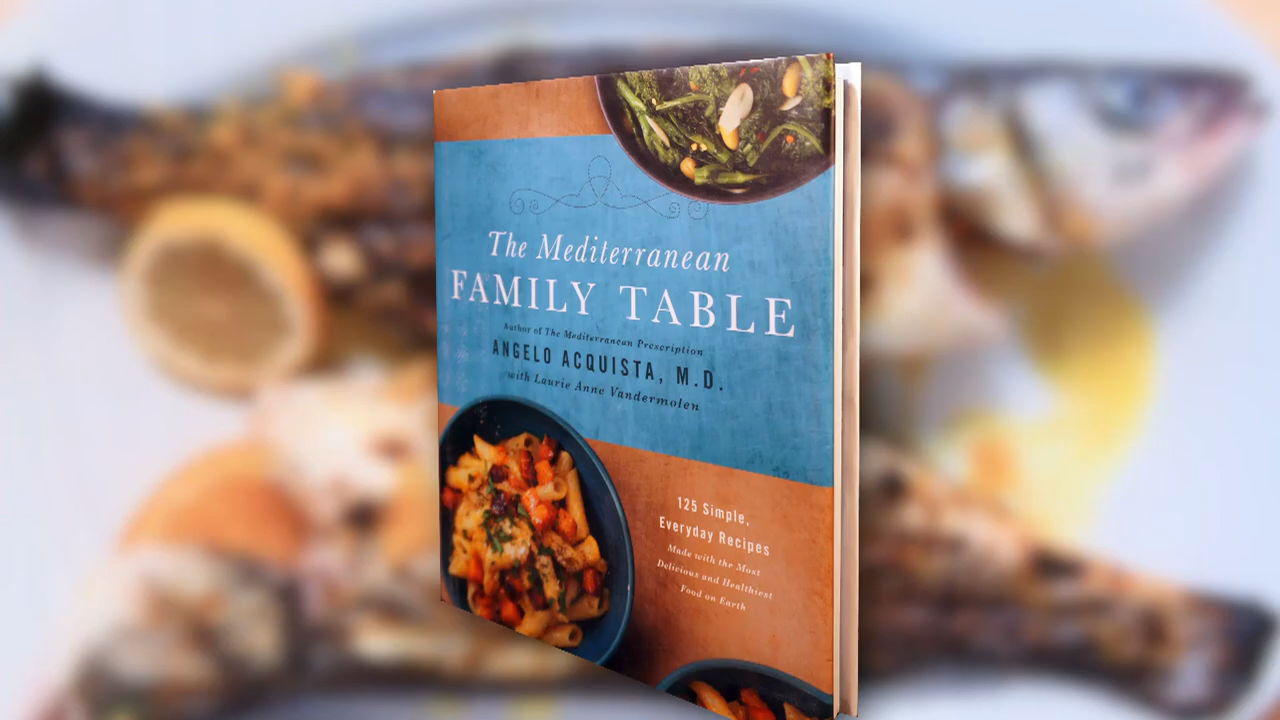 The Mediterranean
FAMILY TABLE
Author of The Mediterranean Prescription
ANGELO ACQUISTA, M.D.
with Laurie Anne Vandermolen
125 Simple,
Everyday Recipes
Made with the Most
Delicious and Healthiest
Food on Earth